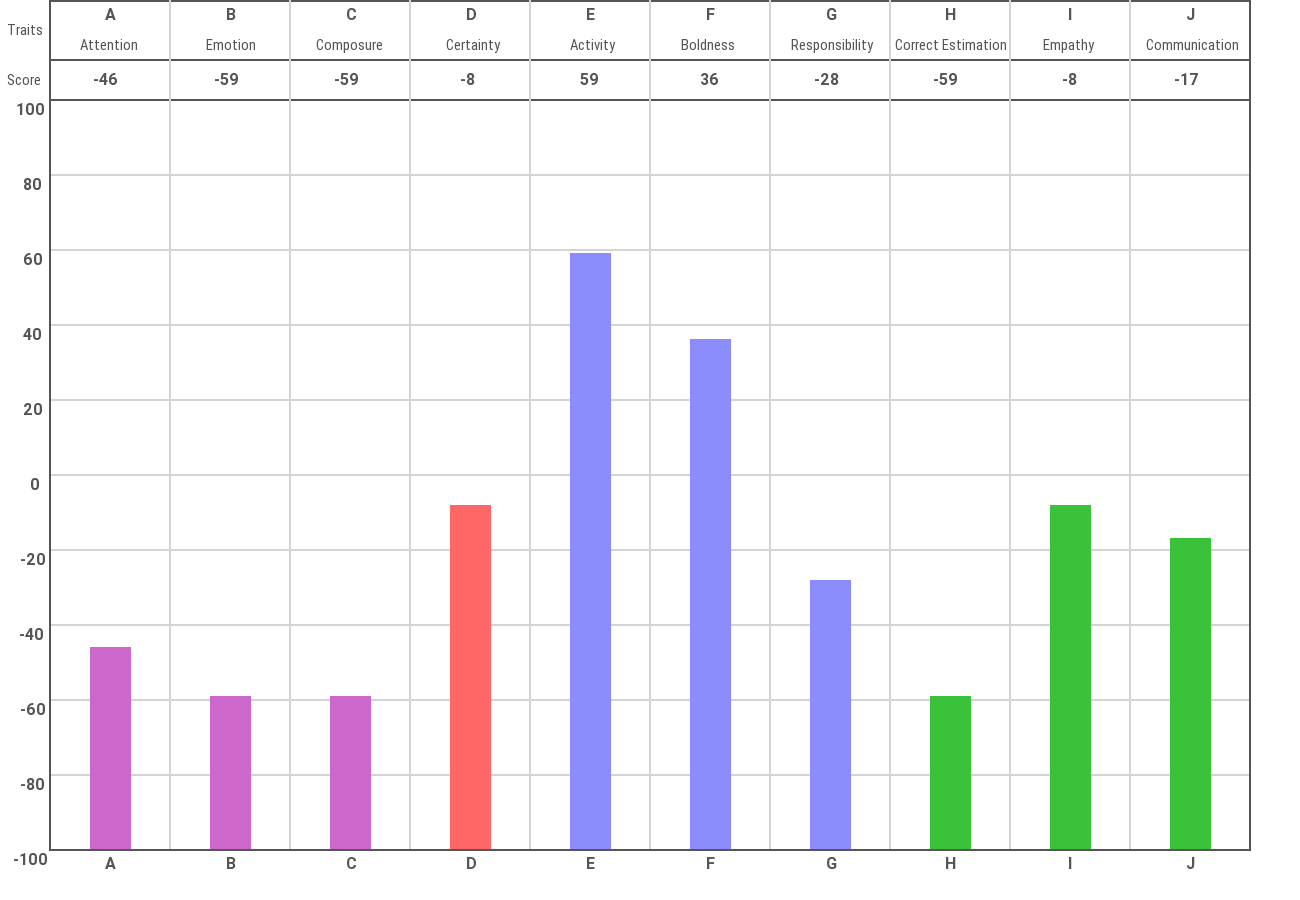 Traits A B C D E F G H I J
Attention Emotion Composure Certainty Activity Boldness Responsibility Correct Estimation Empathy Communication
Score -46 -59 -59 -8 59 36 -28 -59 -8 -17
100
80
60
40
20
0
-20
-40
-60
-80
-100
A B C D E F G H I J